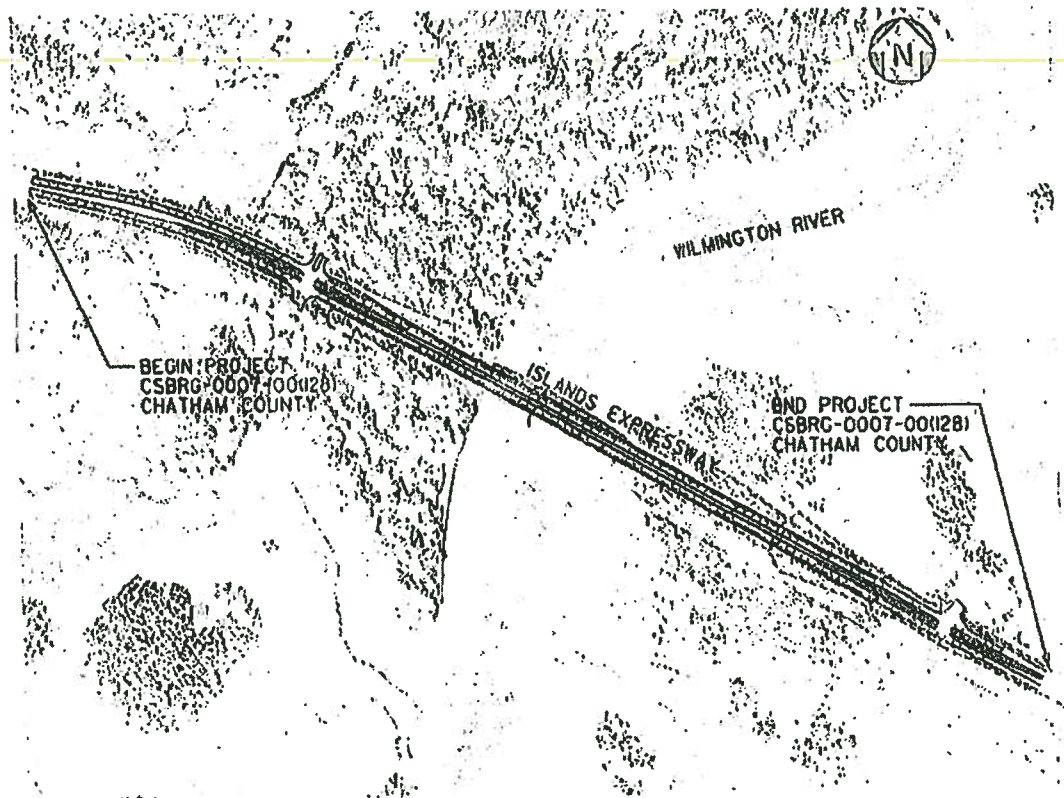 N
WILMINGTON RIVER
BEGIN PROJECT
CSBRG-0007-00(128)
CHATHAM COUNTY
ISLANDS EXPRESSWAY
END PROJECT
CSBRG-0007-00(128)
CHATHAM COUNTY